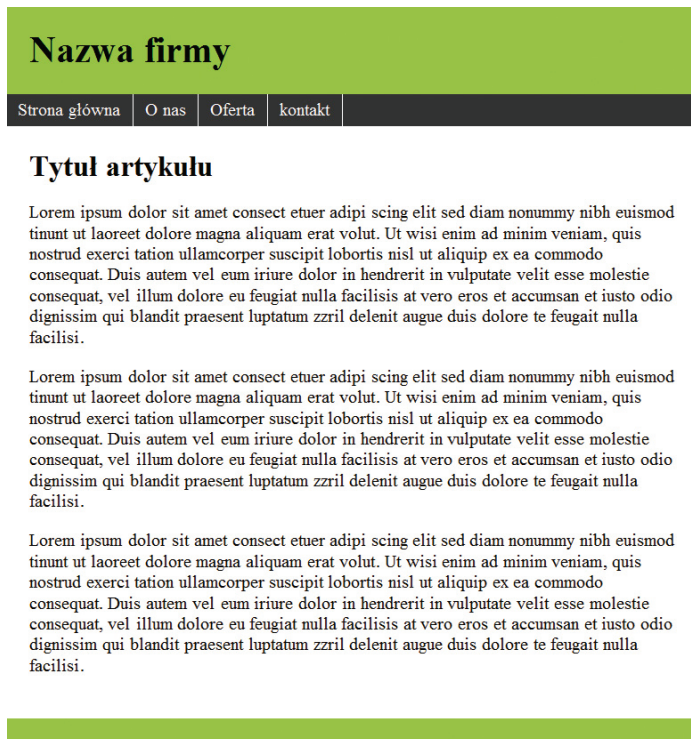 Nazwa firmy
Strona główna O nas Oferta kontakt
Tytuł artykułu
Lorem ipsum dolor sit amet consect etuer adipi scing elit sed diam nonummy nibh euismod
tinunt ut laoreet dolore magna aliquam erat volut. Ut wisi enim ad minim veniam, quis
nostrud exerci tation ullamcorper suscipit lobortis nisl ut aliquip ex ea commodo
consequat. Duis autem vel eum iriure dolor in hendrerit in vulputate velit esse molestie
consequat, vel illum dolore eu feugiat nulla facilisis at vero eros et accumsan et iusto odio
dignissim qui blandit praesent luptatum zzril delenit augue duis dolore te feugait nulla
facilisi.
Lorem ipsum dolor sit amet consect etuer adipi scing elit sed diam nonummy nibh euismod
tinunt ut laoreet dolore magna aliquam erat volut. Ut wisi enim ad minim veniam, quis
nostrud exerci tation ullamcorper suscipit lobortis nisl ut aliquip ex ea commodo
consequat. Duis autem vel eum iriure dolor in hendrerit in vulputate velit esse molestie
consequat, vel illum dolore eu feugiat nulla facilisis at vero eros et accumsan et iusto odio
dignissim qui blandit praesent luptatum zzril delenit augue duis dolore te feugait nulla
facilisi.
Lorem ipsum dolor sit amet consect etuer adipi scing elit sed diam nonummy nibh euismod
tinunt ut laoreet dolore magna aliquam erat volut. Ut wisi enim ad minim veniam, quis
nostrud exerci tation ullamcorper suscipit lobortis nisl ut aliquip ex ea commodo
consequat. Duis autem vel eum iriure dolor in hendrerit in vulputate velit esse molestie
consequat, vel illum dolore eu feugiat nulla facilisis at vero eros et accumsan et iusto odio
dignissim qui blandit praesent luptatum zzril delenit augue duis dolore te feugait nulla
facilisi.